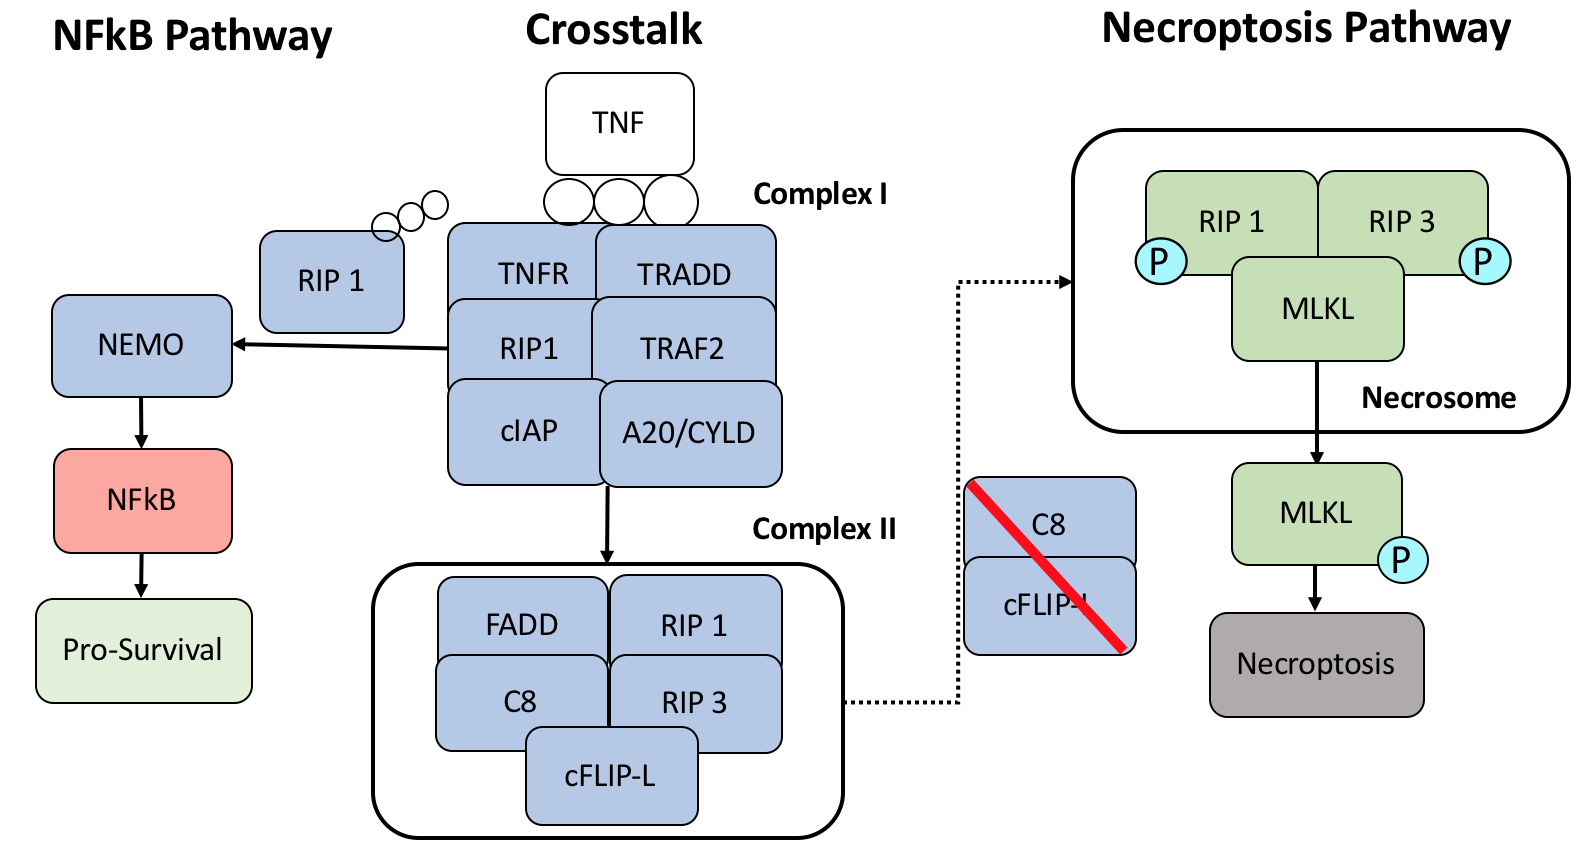 NFkB Pathway
Crosstalk
Necroptosis Pathway
TNF
Complex I
RIP 1
TNFR
TRADD
NEMO
RIP1
TRAF2
cIAP
A20/CYLD
NFkB
Pro-Survival
Complex II
FADD
RIP 1
C8
RIP 3
cFLIP-L
C8
cFLIP-L
RIP 1
RIP 3
P
P
MLKL
Necrosome
MLKL
P
Necroptosis